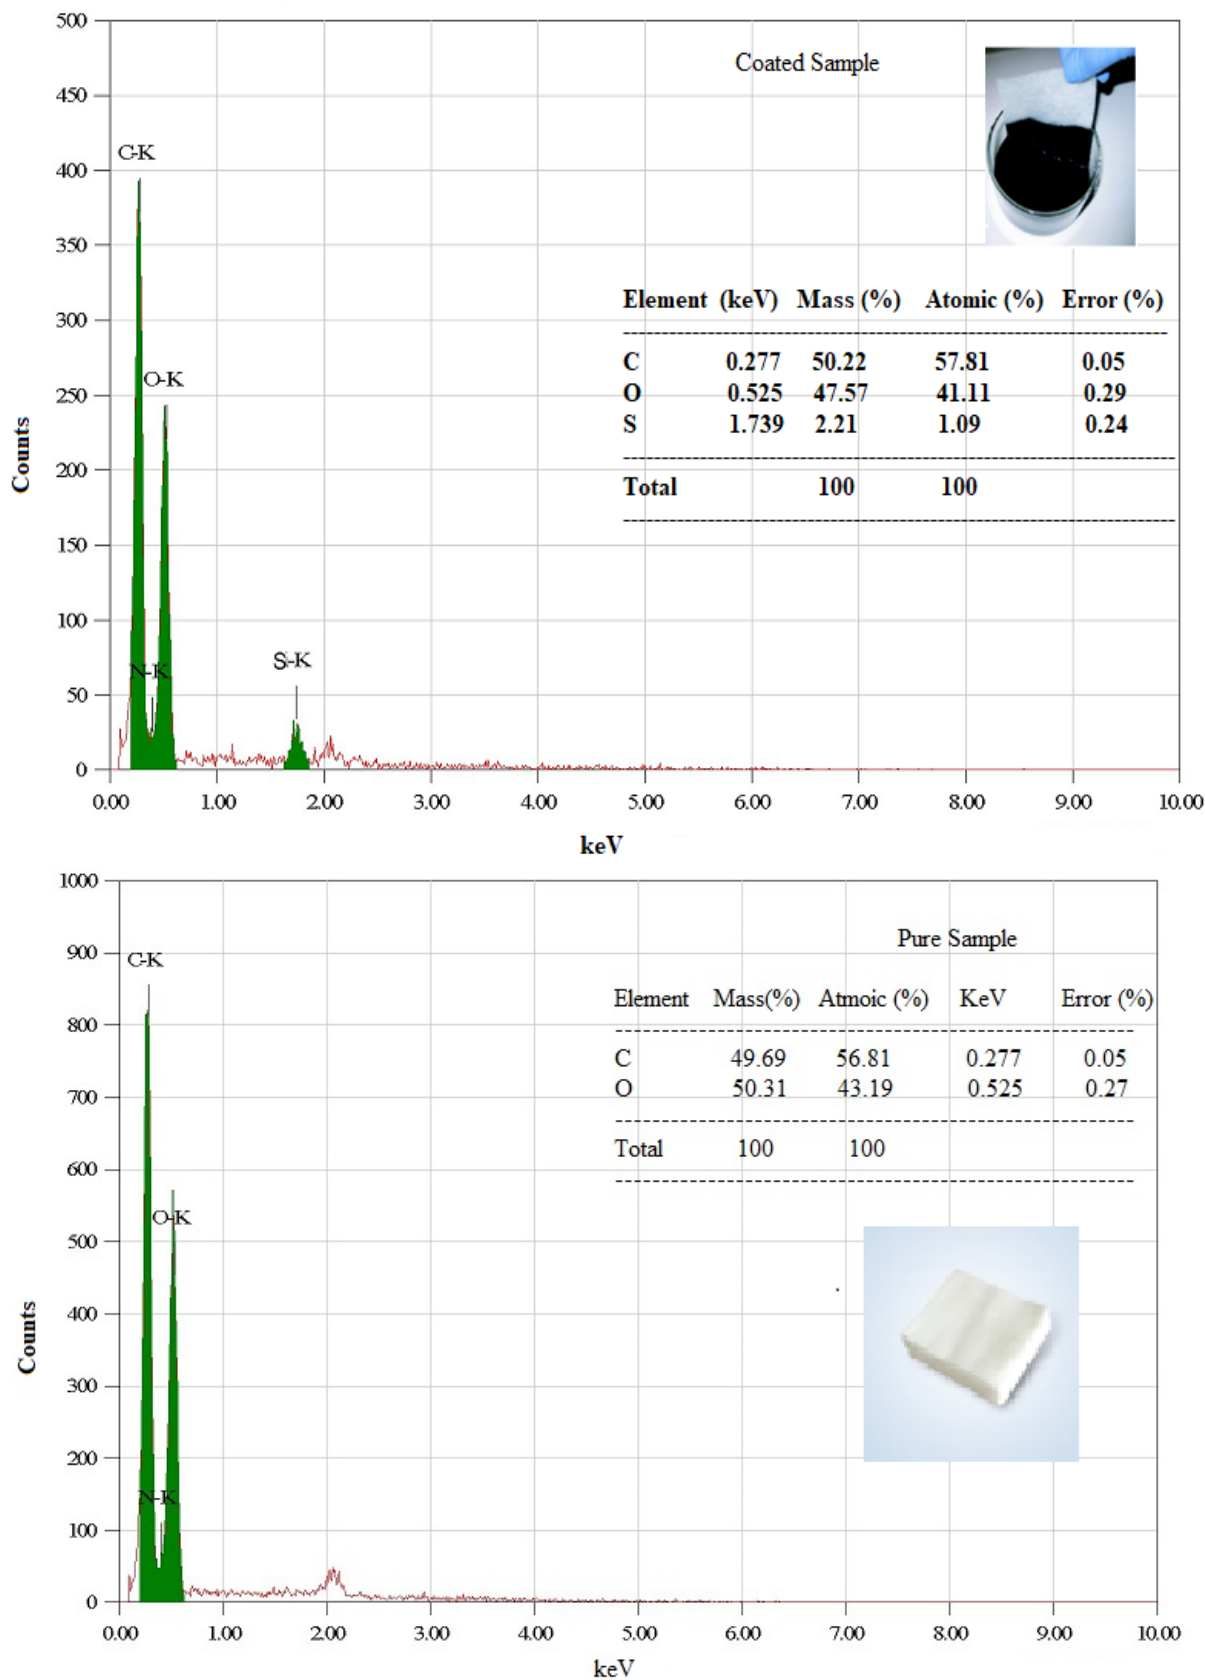 500
Coated Sample
450
C-K
400
350
Element (keV) Mass (%) Atomic (%) Error (%)
300
C 0.277 50.22 57.81 0.05
O-K
O 0.525 47.57 41.11 0.29
250
S 1.739 2.21 1.09 0.24
Counts
200
Total 100 100
150
100
N-K
S-K
50
0
0.00 1.00 2.00 3.00 4.00 5.00 6.00 7.00 8.00 9.00 10.00
keV
1000
Pure Sample
900
C-K
Element Mass(%) Atmoic (%) KeV Error (%)
800
C 49.69 56.81 0.277 0.05
O 50.31 43.19 0.525 0.27
700
Total 100 100
600
O-K
500
400
Counts
300
200
N-K
100
0
0.00 1.00 2.00 3.00 4.00 5.00 6.00 7.00 8.00 9.00 10.00
keV